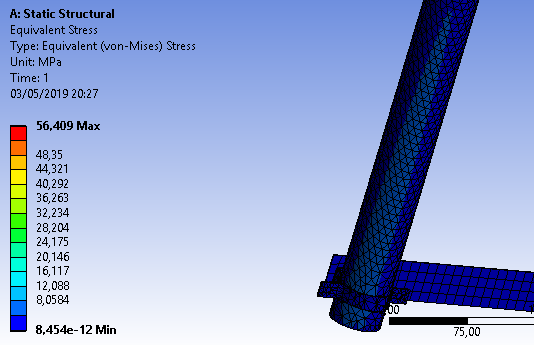 A: Static Structural
Equivalent Stress
Type: Equivalent (von-Mises) Stress
Unit: MPa
Time: 1
03/05/2019 20:27
56,409 Max
48,35
44,321
40,292
36,263
32,234
28,204
24,175
20,146
16,117
12,088
8,0584
8,454e-12 Min
00
75,00